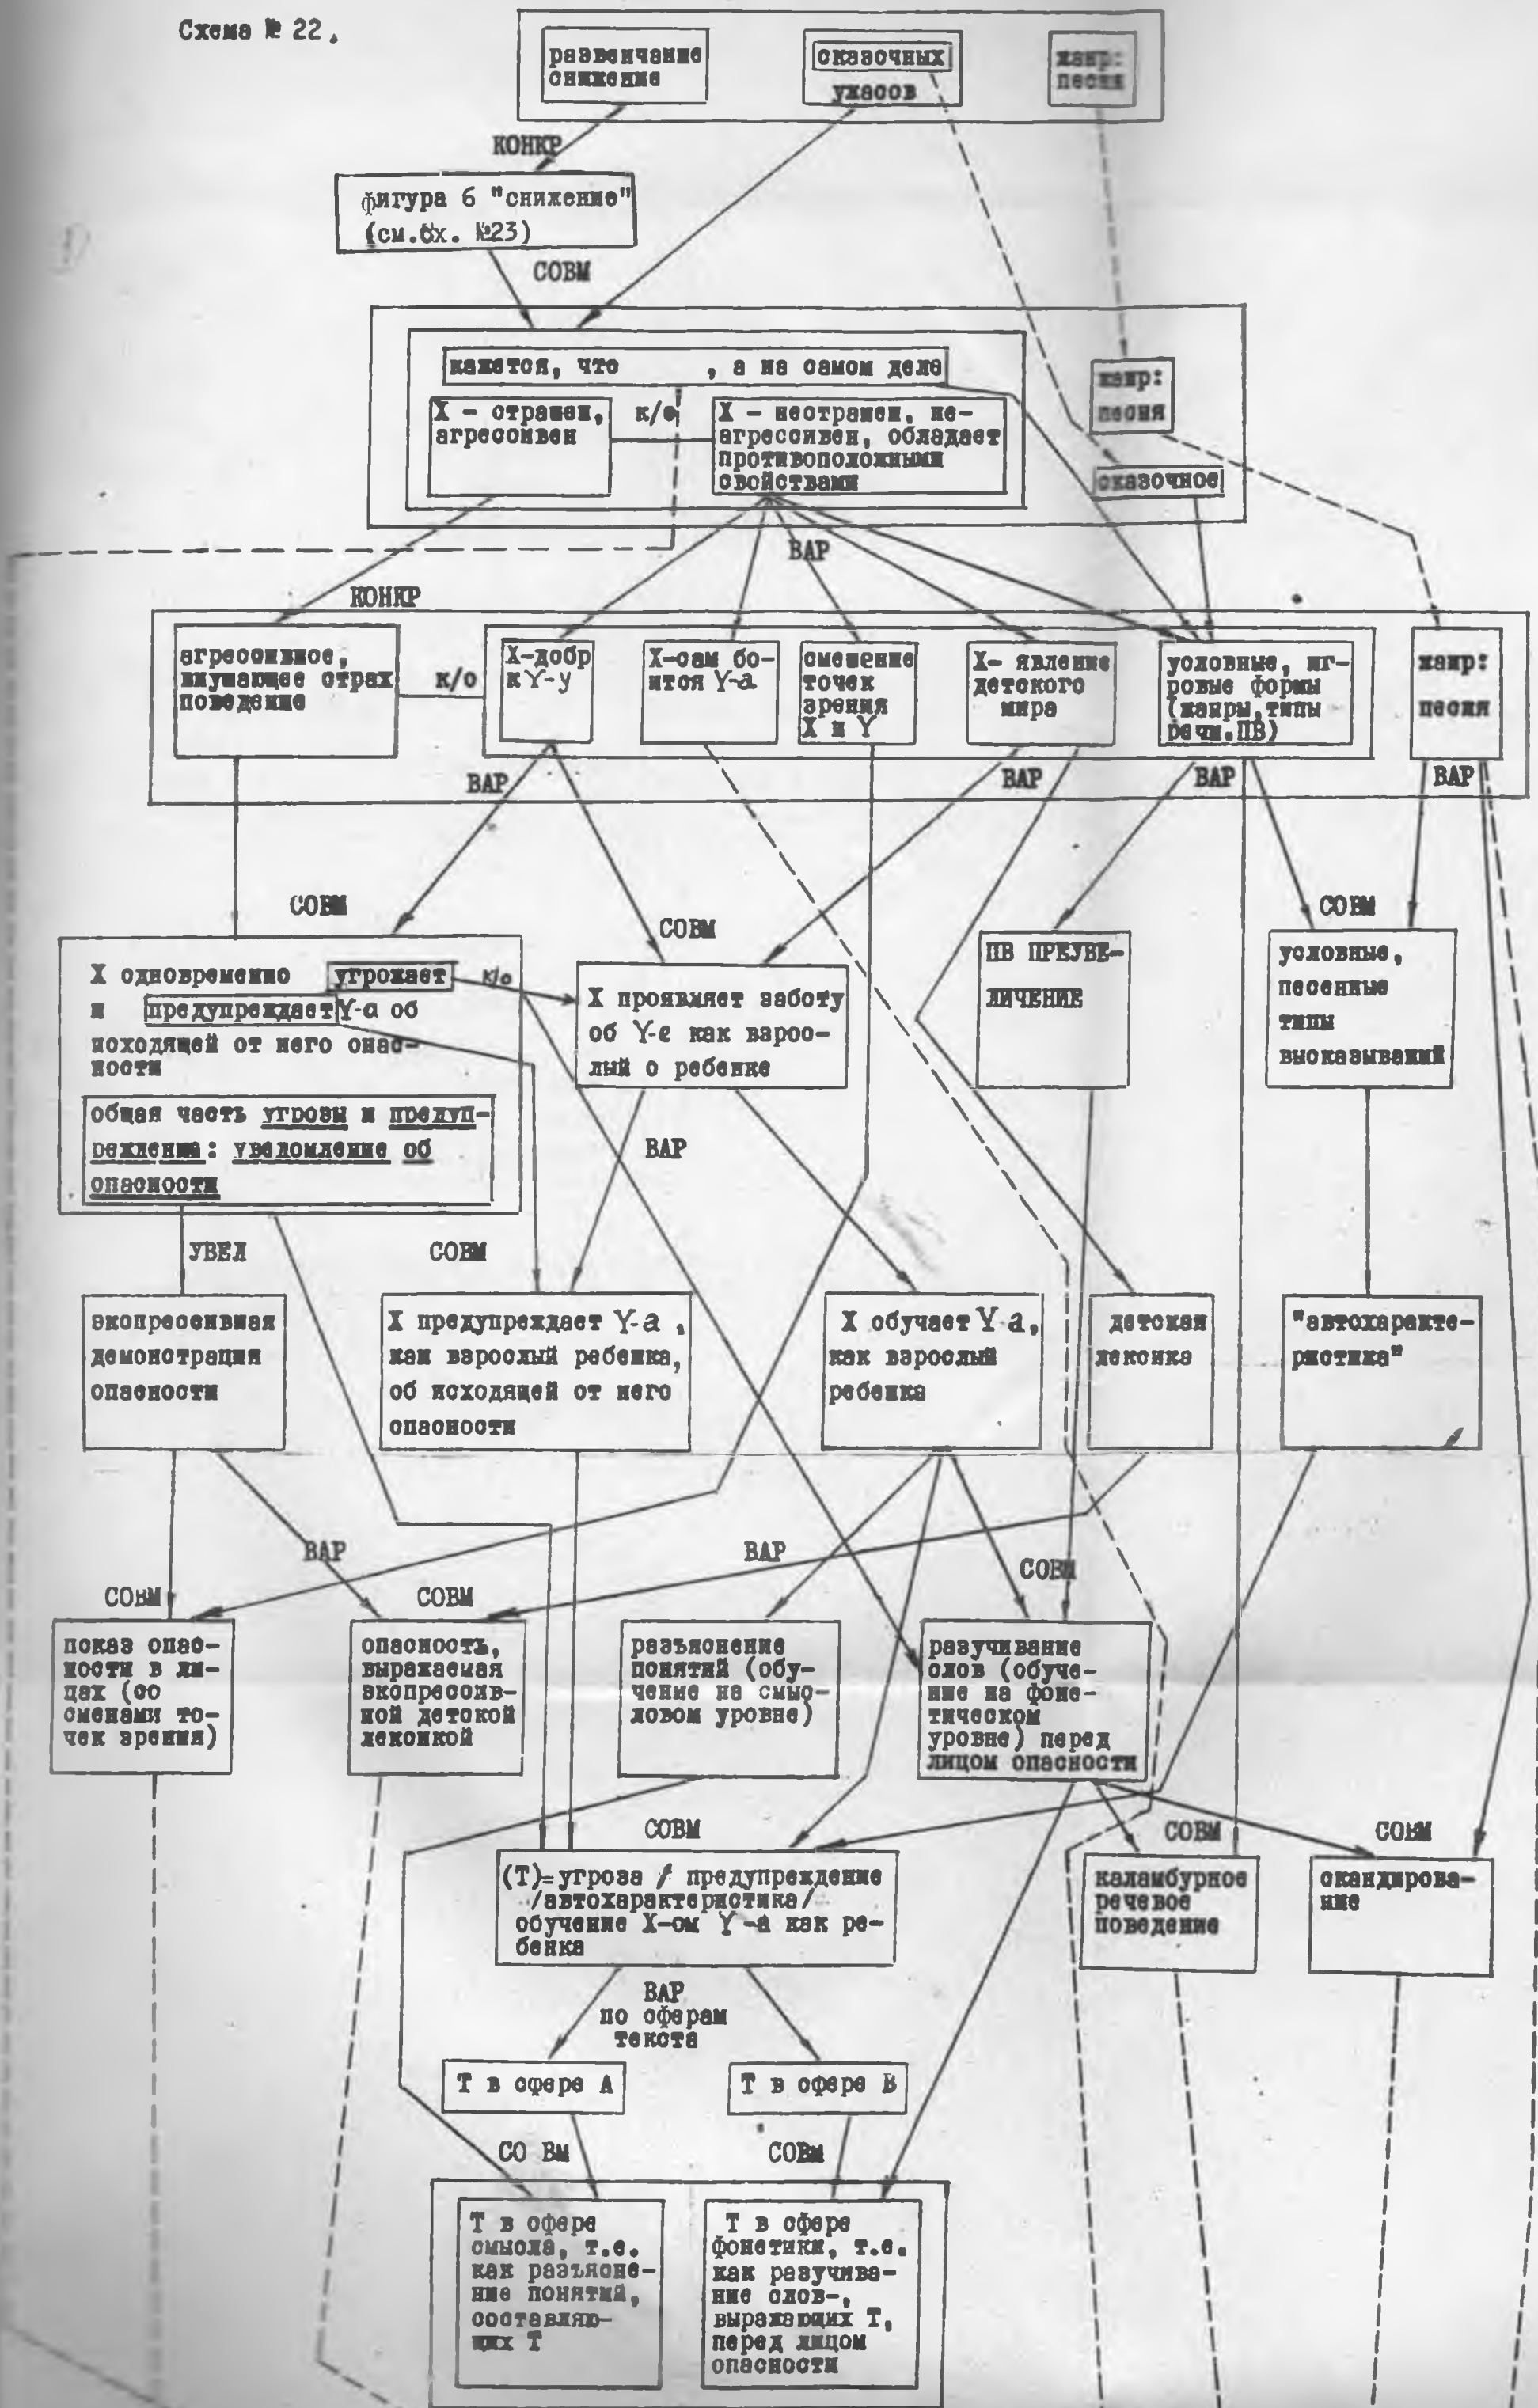 Схема № 22.
развенчание
снижение
сказочных
ужасов
жанр:
песня
КОНКР
фигура 6 "снижение"
(см.сх. №23)
СОВМ
кажется, что , а на самом деле
X - страшен,
агрессивен
к/о
X - нестрашен, не-
агрессивен, обладает
противоположными
свойствами
жанр:
песня
сказочное
ВАР
КОНКР
агрессивное,
внушающее страх
поведение
к/о
X-добр
к Y-у
X-сам бо-
ится Y-а
смешение
точек
зрения
X и Y
X- явление
детского
мира
условные, иг-
ровые формы
(жанры, типы
речи, ПВ)
жанр:
песня
ВАР
ВАР
ВАР
ВАР
СОВМ
СОВМ
СОВМ
X одновременно угрожает
и предупреждает Y-а об
исходящей от него опас-
ности
к/о
общая часть угрозы и предуп-
реждения: уведомление об
опасности
X проявляет заботу
об Y-е как взрос-
лый о ребенке
ПВ ПРЕУВЕ-
ЛИЧЕНИЕ
условные,
песенные
типы
высказываний
ВАР
УВЕЛ
СОВМ
экспрессивная
демонстрация
опасности
X предупреждает Y-а ,
как взрослый ребенка,
об исходящей от него
опасности
X обучает Y-а,
как взрослый
ребенка
детская
лексика
"автохаракте-
ристика"
ВАР
ВАР
СОВМ
СОВМ
СОВМ
показ опас-
ности в ли-
цах (со
сменами то-
чек зрения)
опасность,
выражаемая
экспрессив-
ной детской
лексикой
разъяснение
понятий (обу-
чение на смыс-
ловом уровне)
разучивание
слов (обуче-
ние на фоне-
тическом
уровне) перед
лицом опасности
СОВМ
СОВМ
СОВМ
(Т)=угроза / предупреждение
/автохарактеристика/
обучение X-ом Y-а как ре-
бенка
каламбурное
речевое
поведение
скандирова-
ние
ВАР
по сферам
текста
Т в сфере А
Т в сфере В
СО ВМ
СОВМ
Т в сфере
смысла, т.е.
как разъясне-
ние понятий,
составляю-
щих Т
Т в сфере
фонетики, т.е.
как разучива-
ние слов-,
выражающих Т,
перед лицом
опасности